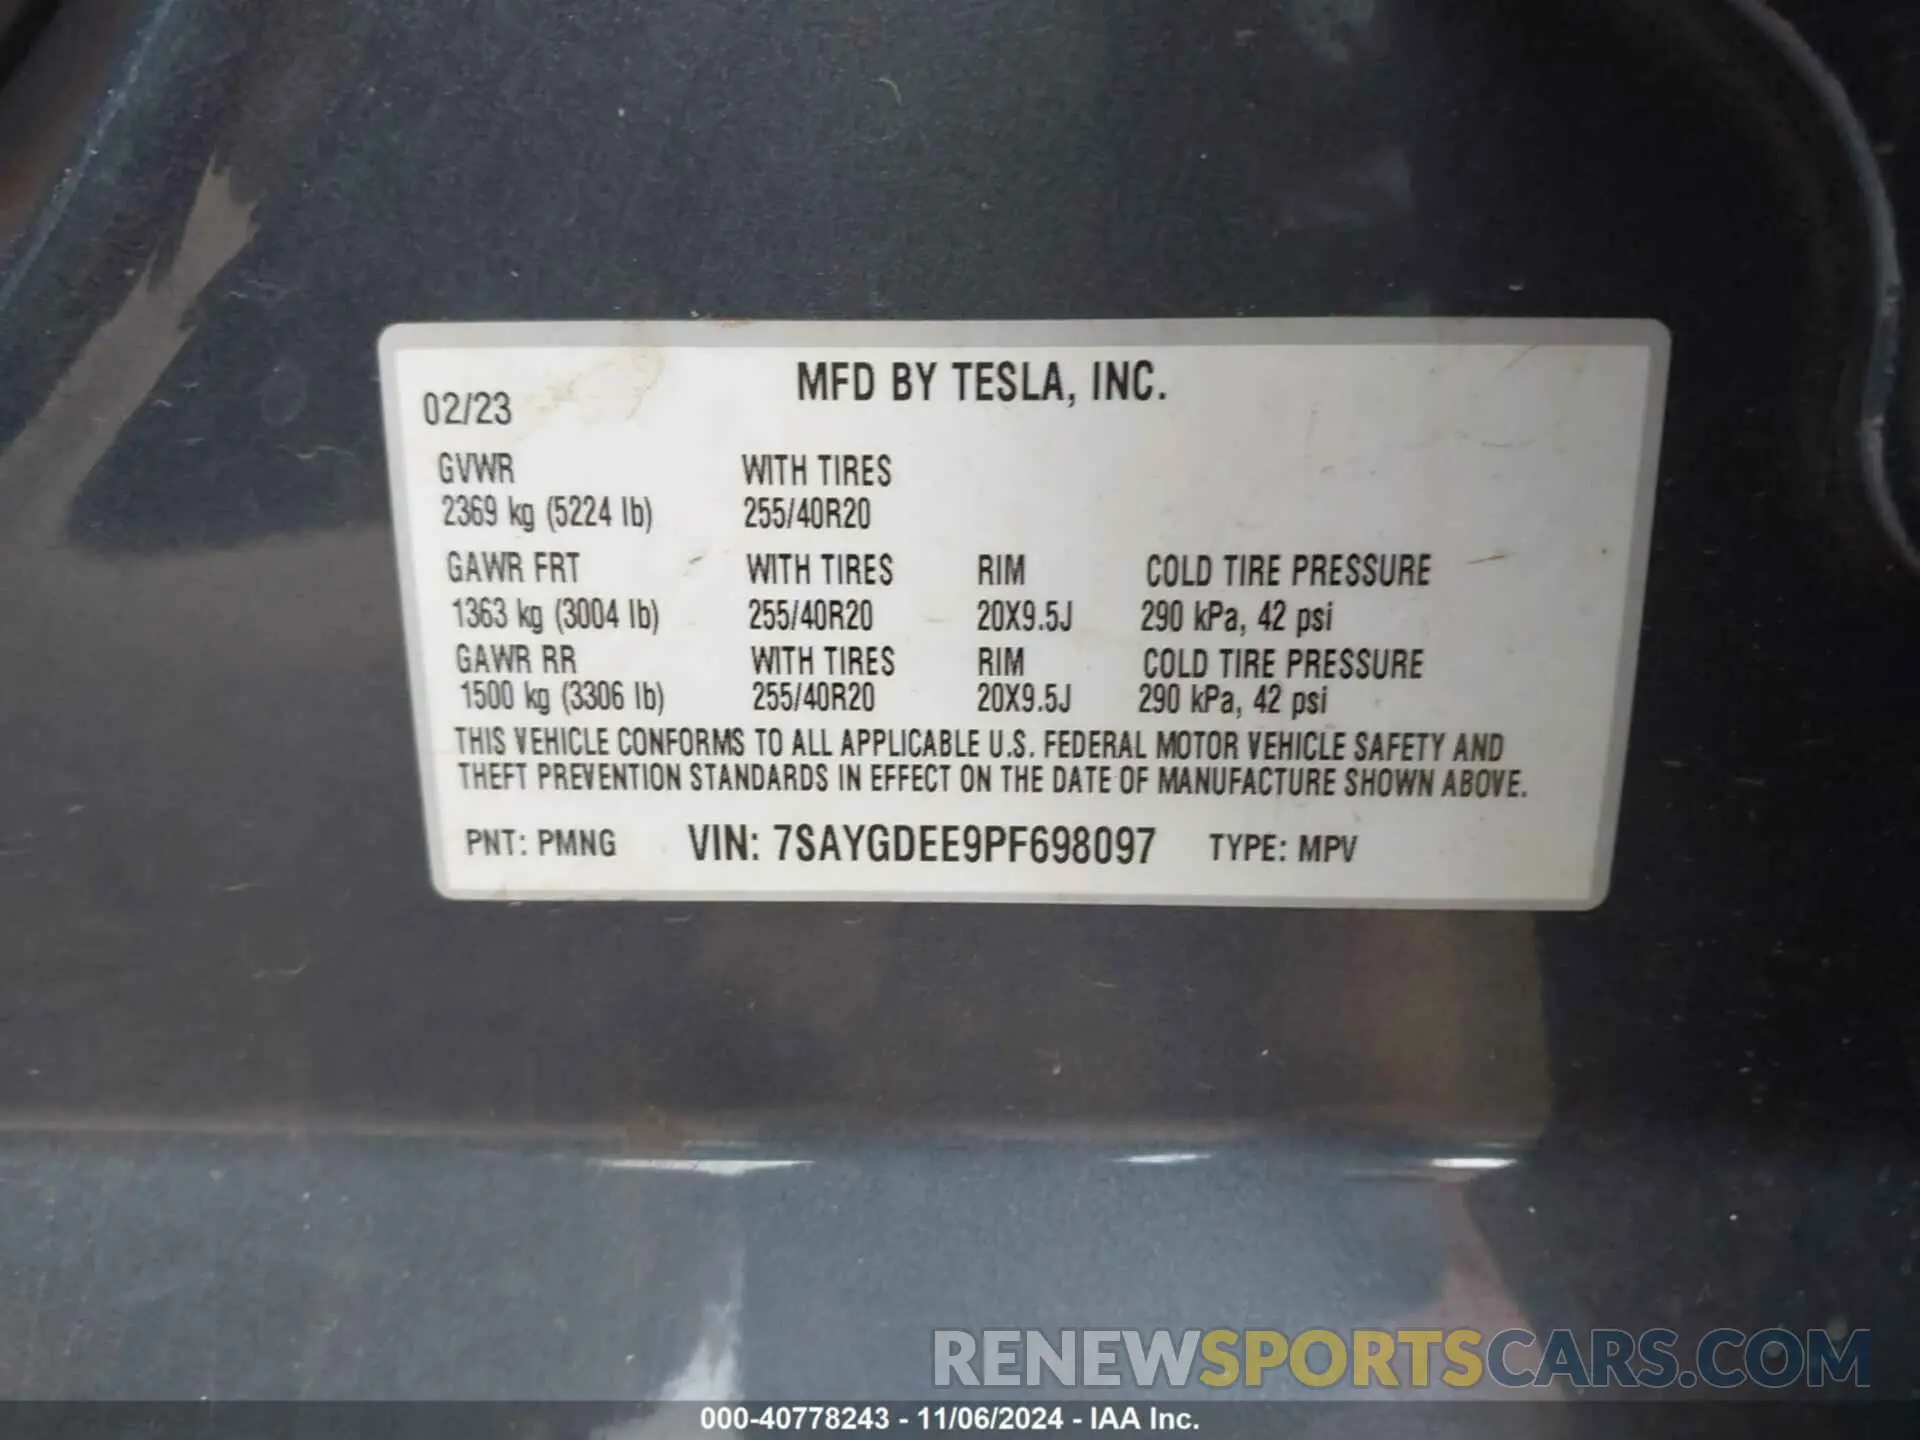 MFD BY TESLA, INC.
02/23
GVWR WITH TIRES
2369 kg (5224 lb) 255/40R20
GAWR FRT WITH TIRES RIM COLD TIRE PRESSURE
1363 kg (3004 lb) 255/40R20 20X9.5J 290 kPa, 42 psi
GAWR RR WITH TIRES RIM COLD TIRE PRESSURE
1500 kg (3306 lb) 255/40R20 20X9.5J 290 kPa, 42 psi
THIS VEHICLE CONFORMS TO ALL APPLICABLE U.S. FEDERAL MOTOR VEHICLE SAFETY AND
THEFT PREVENTION STANDARDS IN EFFECT ON THE DATE OF MANUFACTURE SHOWN ABOVE.
PNT: PMNG VIN: 7SAYGDEE9PF698097 TYPE: MPV
RENEWSPORTSCARS.COM
000-40778243 - 11/06/2024 - IAA Inc.